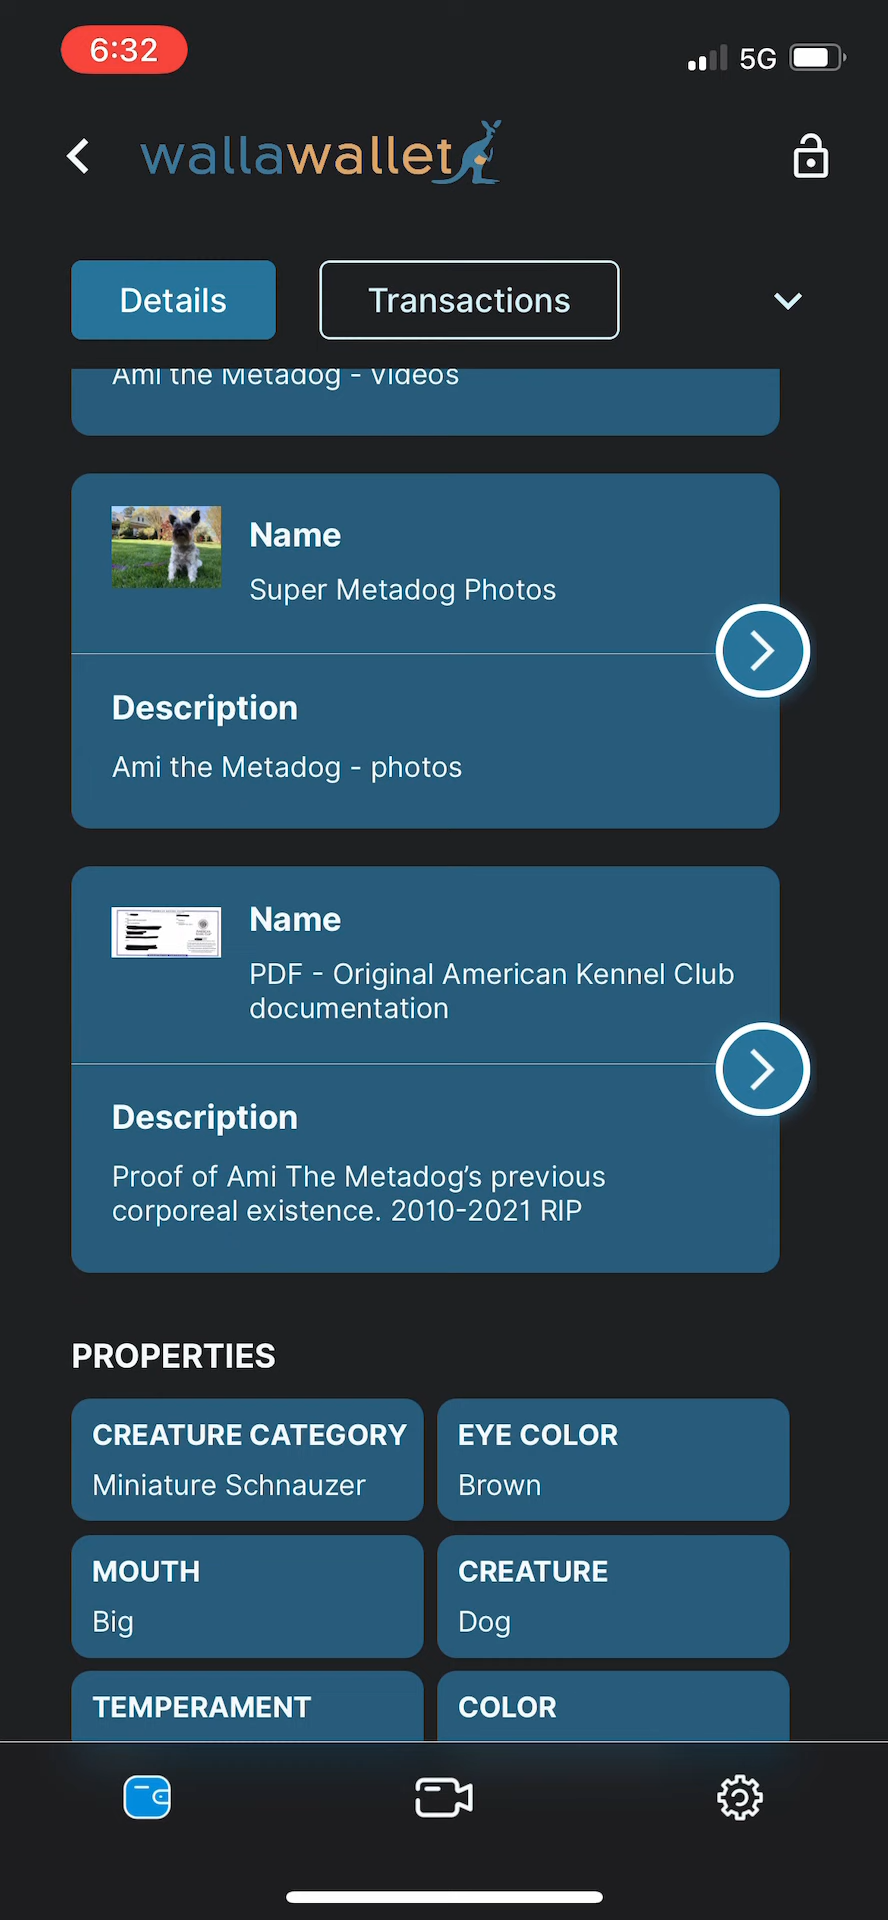 6:32
5G
wallawallet
Details
Transactions
Ami the Metadog - Videos
Name
Super Metadog Photos
Description
Ami the Metadog - photos
Name
PDF - Original American Kennel Club
documentation
Description
Proof of Ami The Metadog’s previous
corporeal existence. 2010-2021 RIP
PROPERTIES
CREATURE CATEGORY
Miniature Schnauzer
EYE COLOR
Brown
MOUTH
Big
CREATURE
Dog
TEMPERAMENT
COLOR